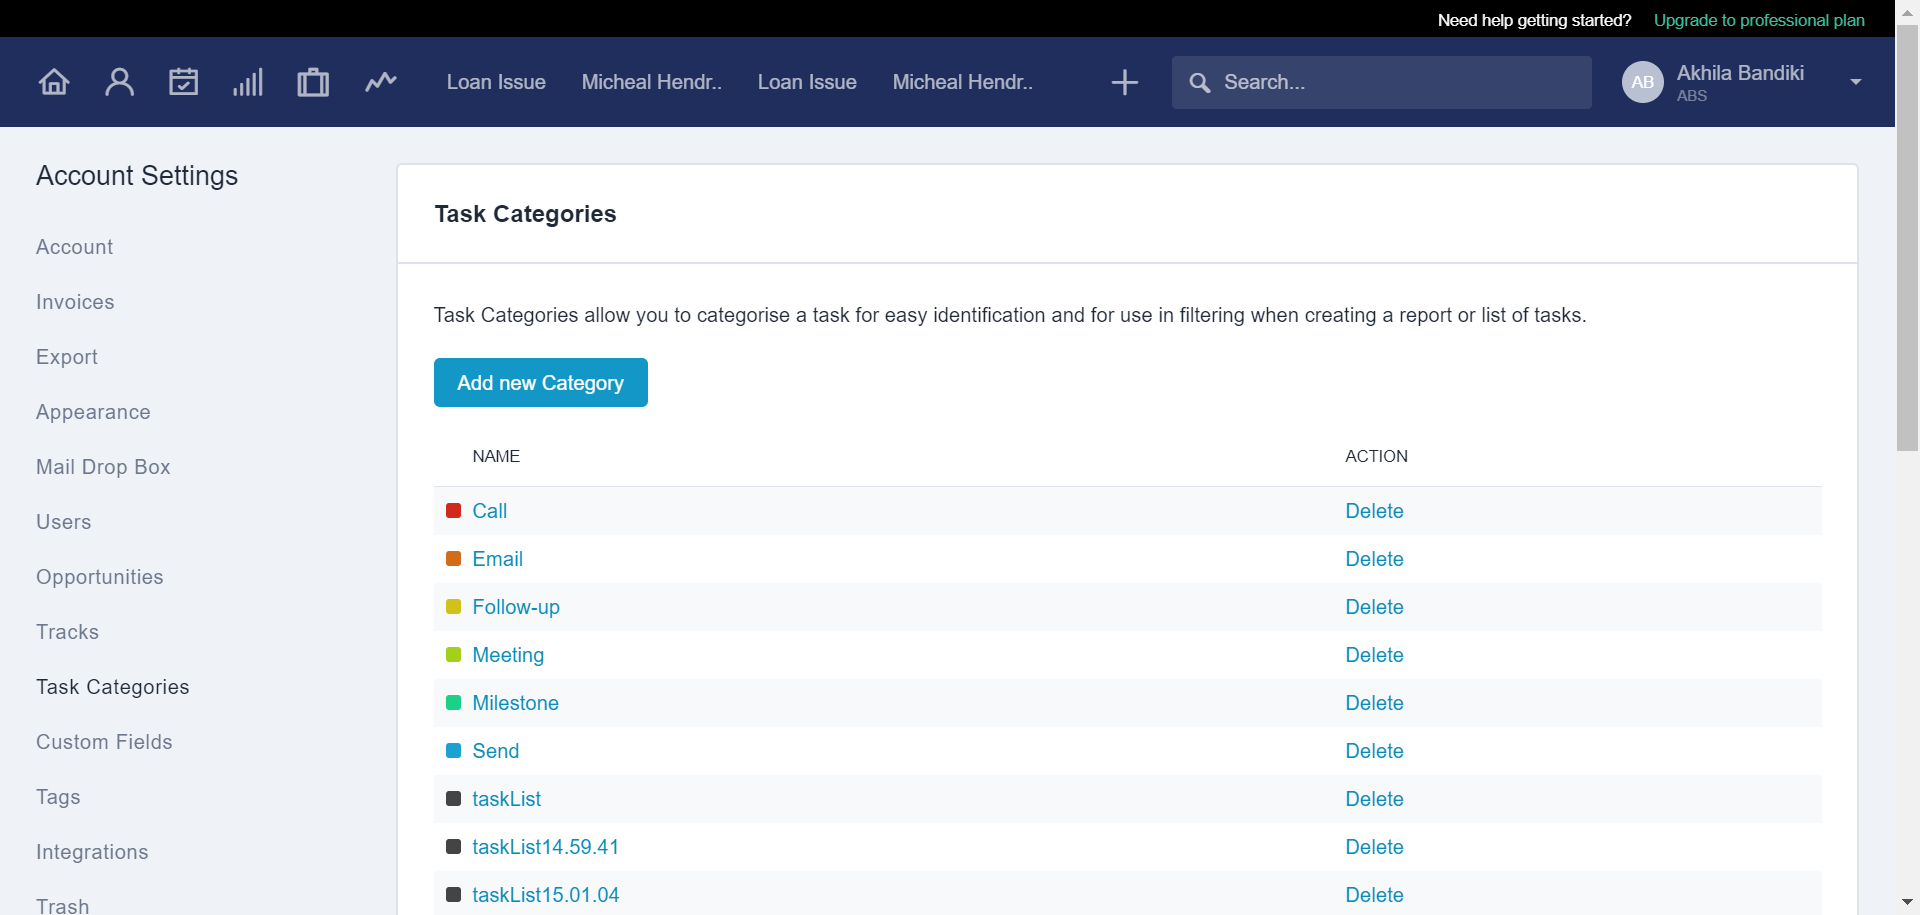 Need help getting started? Upgrade to professional plan
Loan Issue Micheal Hendr.. Loan Issue Micheal Hendr.. Search... AB Akhila Bandiki
ABS
Account Settings
Account
Invoices
Export
Appearance
Mail Drop Box
Users
Opportunities
Tracks
Task Categories
Custom Fields
Tags
Integrations
Trash
Task Categories
Task Categories allow you to categorise a task for easy identification and for use in filtering when creating a report or list of tasks.
Add new Category
NAME ACTION
Call Delete
Email Delete
Follow-up Delete
Meeting Delete
Milestone Delete
Send Delete
taskList Delete
taskList14.59.41 Delete
taskList15.01.04 Delete